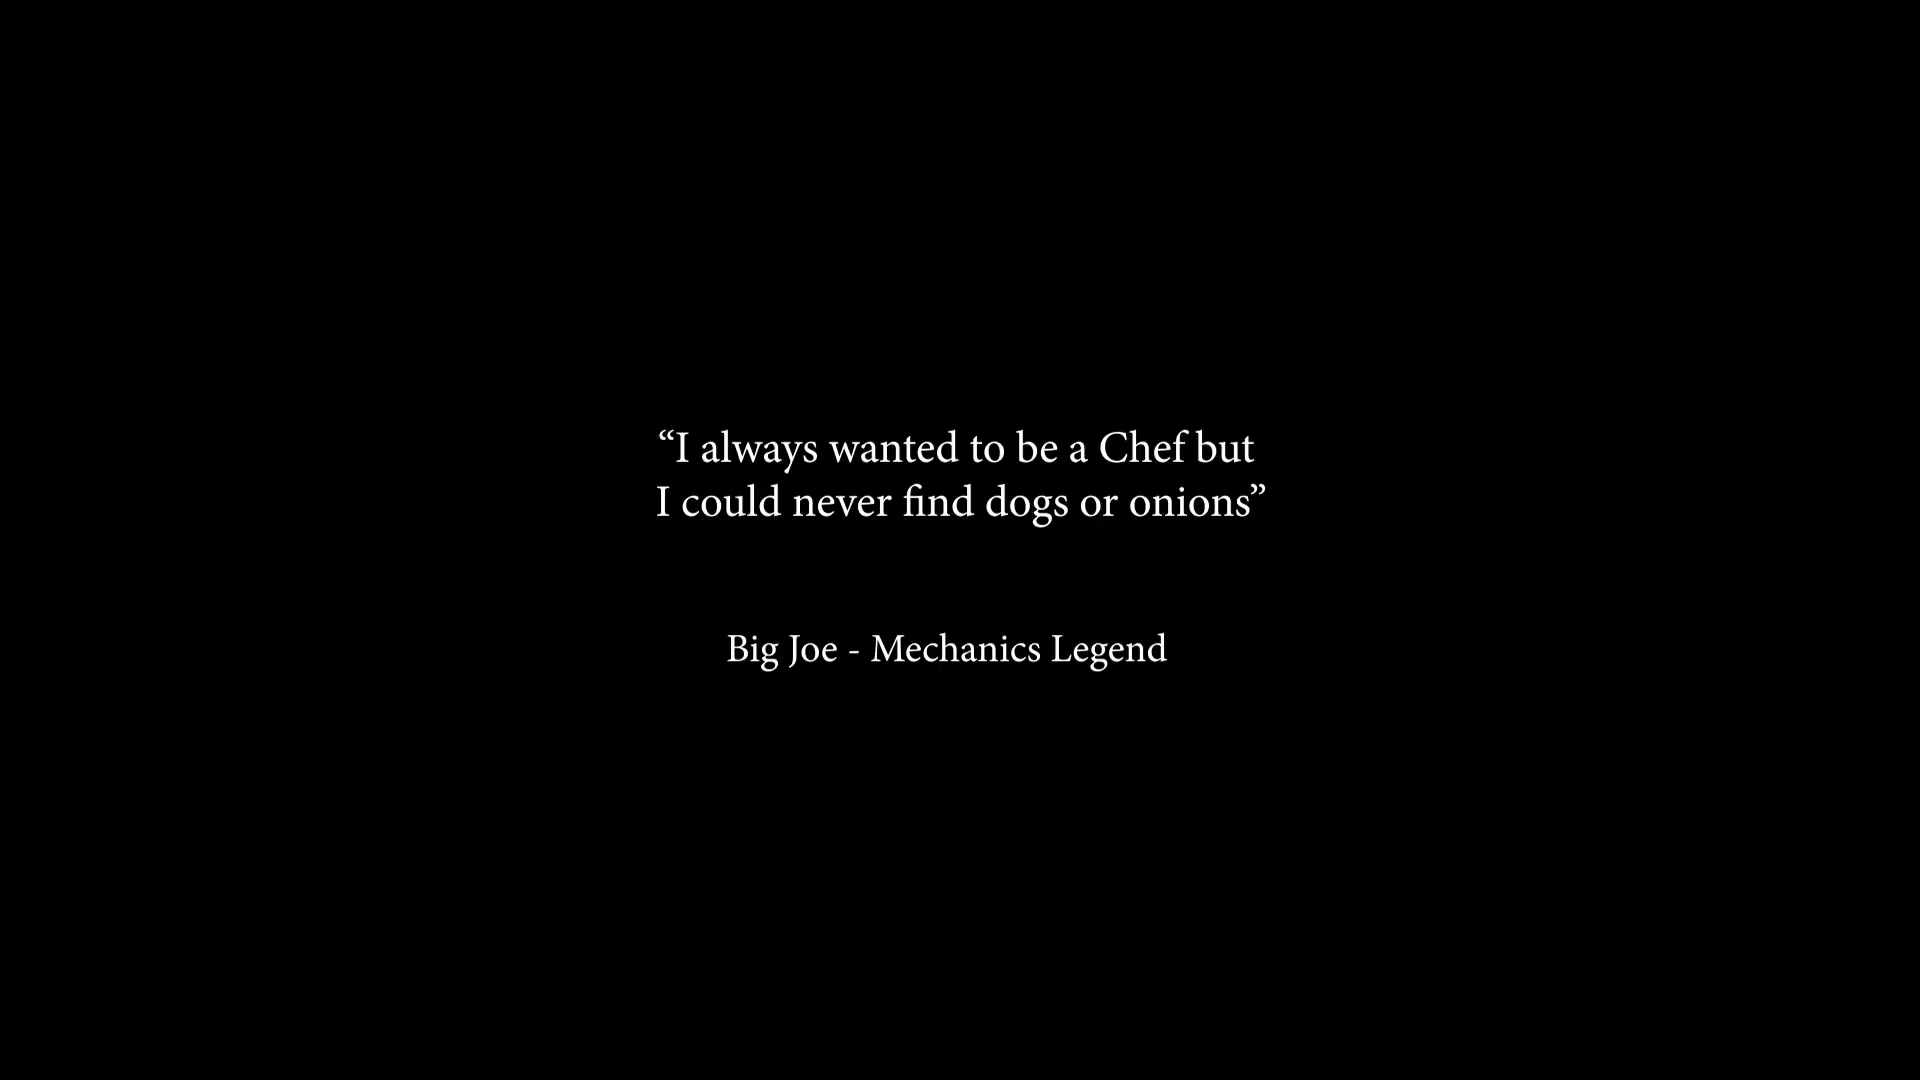 “I always wanted to be a Chef but
I could never find dogs or onions”
Big Joe - Mechanics Legend